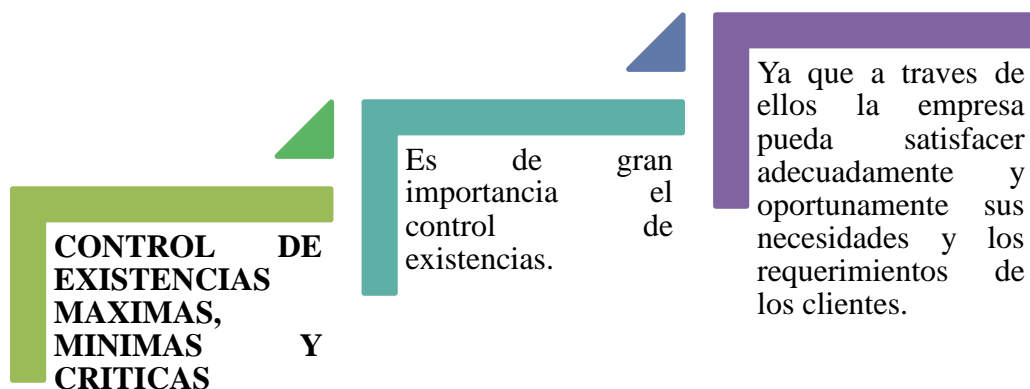 CONTROL DE
EXISTENCIAS
MAXIMAS,
MINIMAS Y
CRITICAS
Es de gran
importancia el
control de
existencias.
Ya que a traves de
ellos la empresa
pueda satisfacer
adecuadamente y
oportunamente sus
necesidades y los
requerimientos de
los clientes.